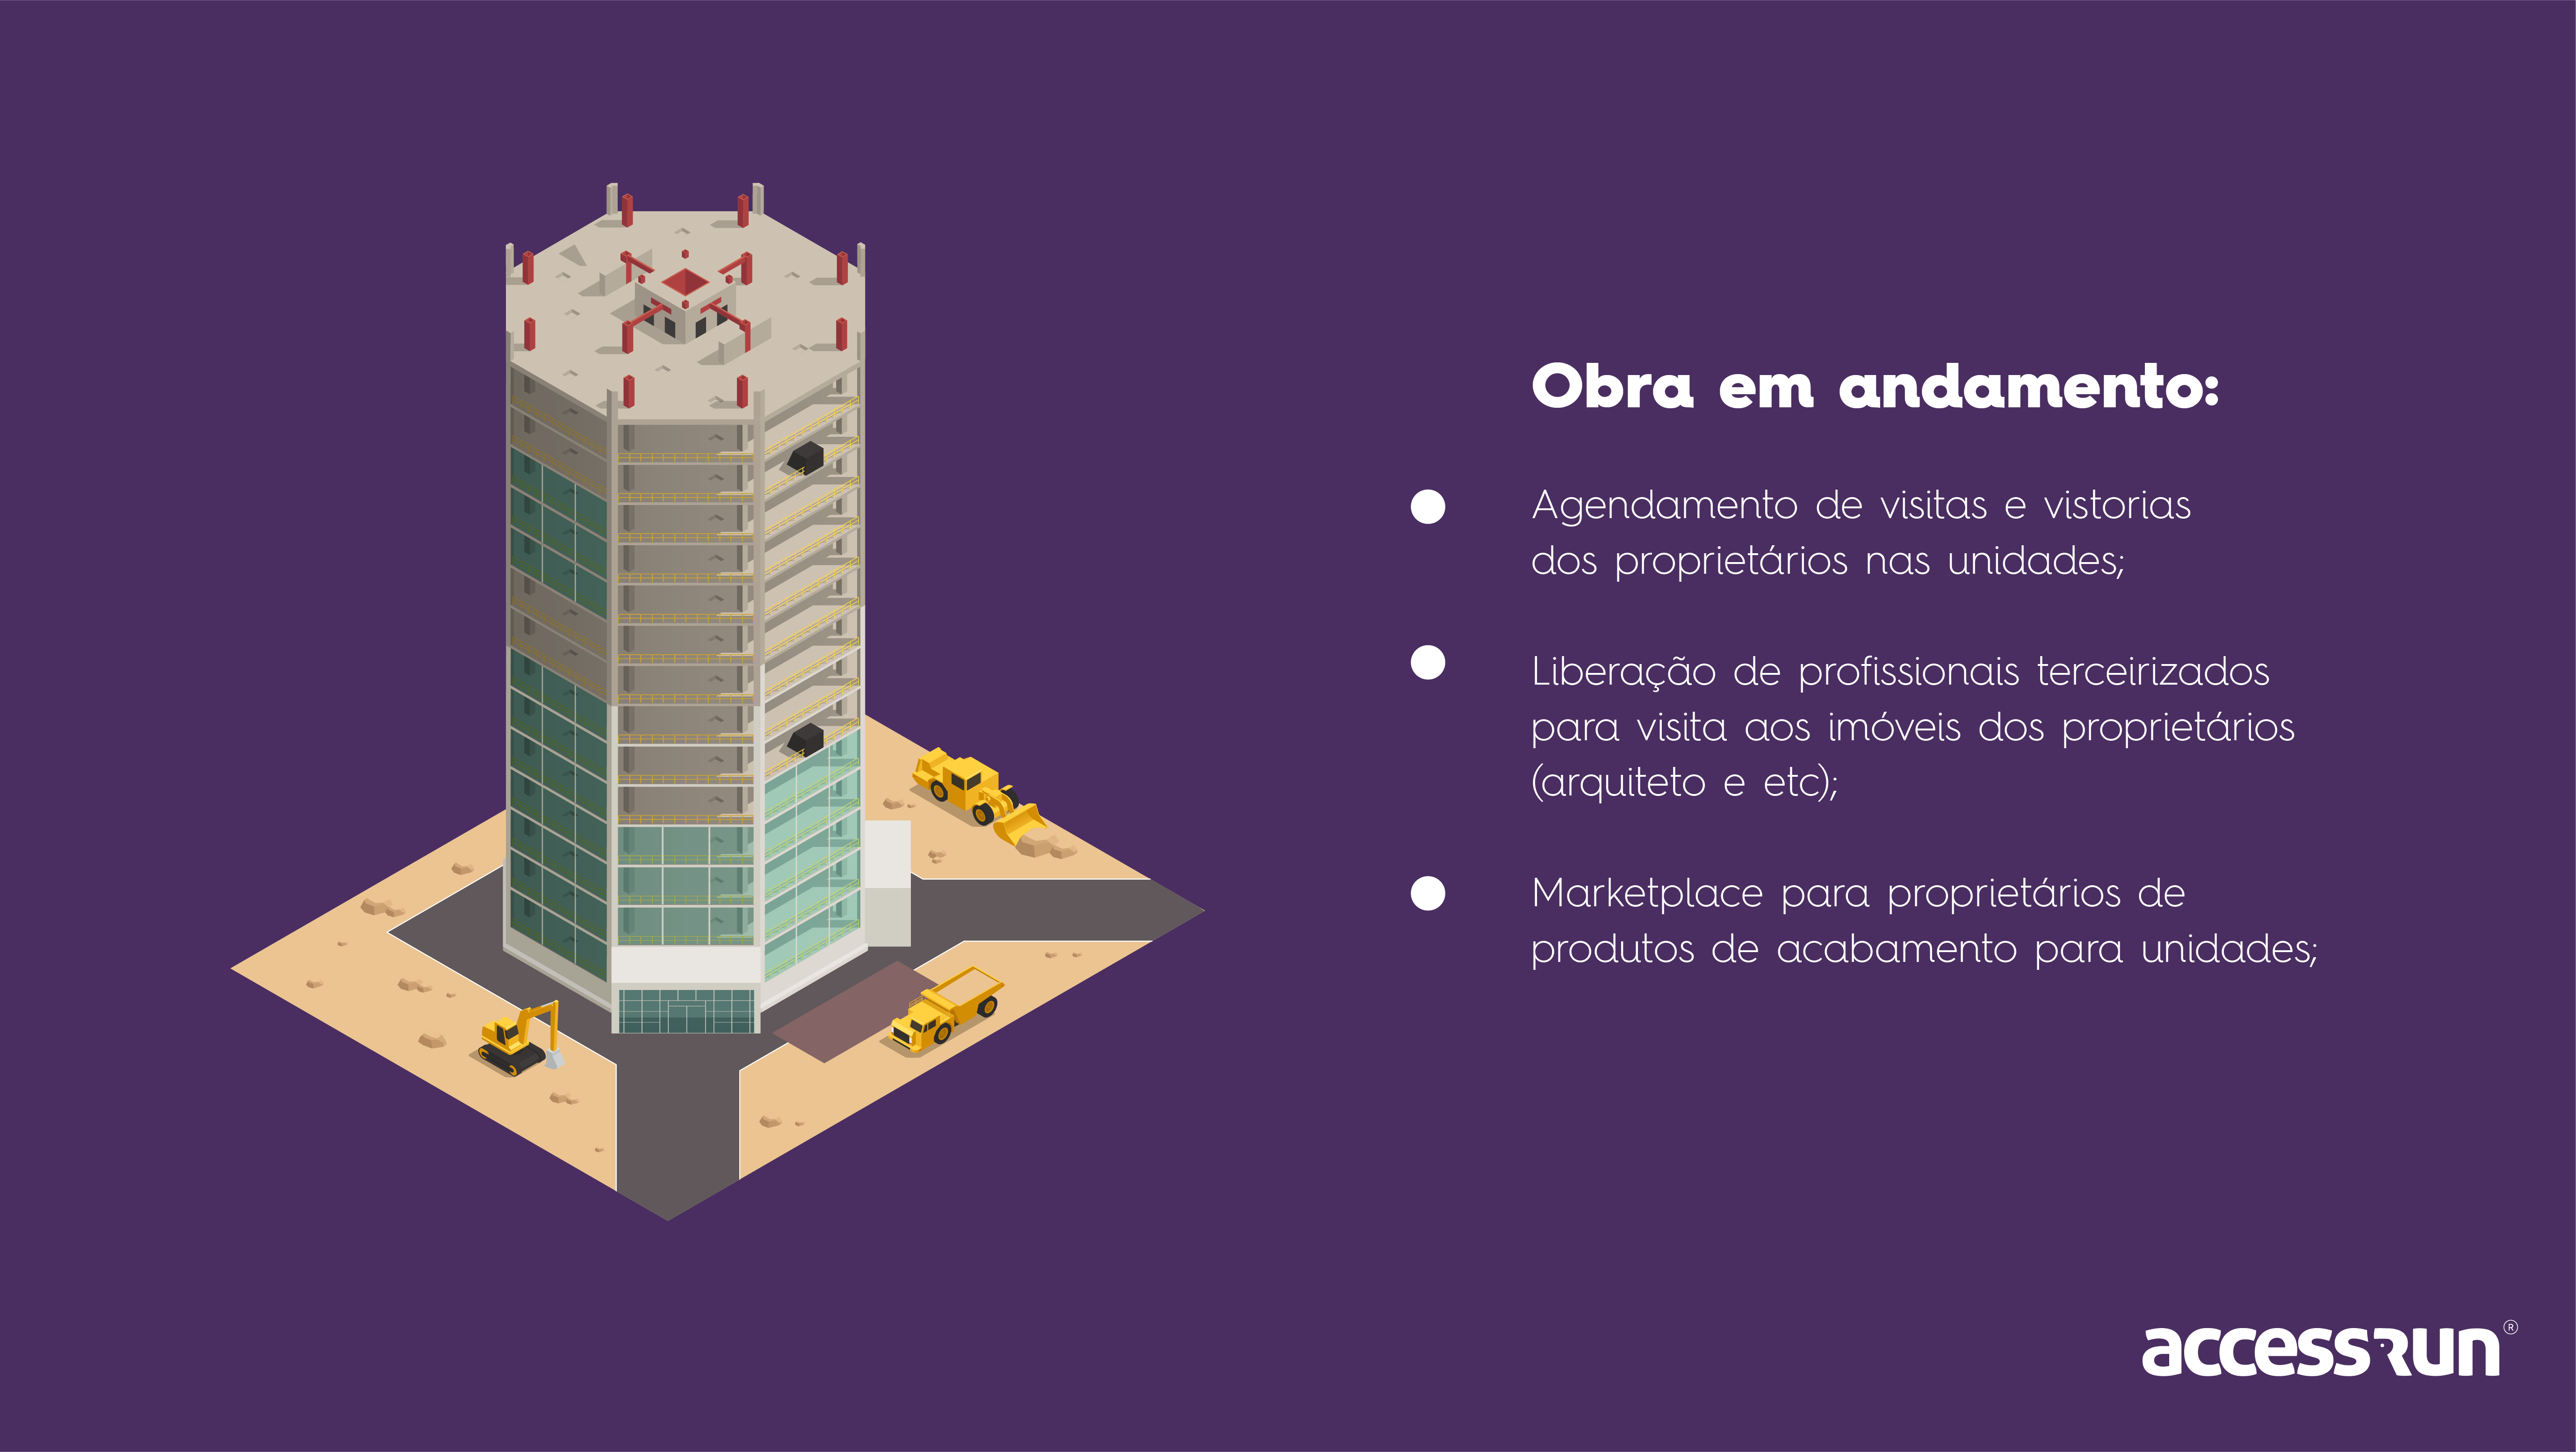 Obra em andamento:
Agendamento de visitas e vistorias
dos proprietários nas unidades;
Liberação de profissionais terceirizados
para visita aos imóveis dos proprietários
(arquiteto e etc);
Marketplace para proprietários de
produtos de acabamento para unidades;
accessRun®